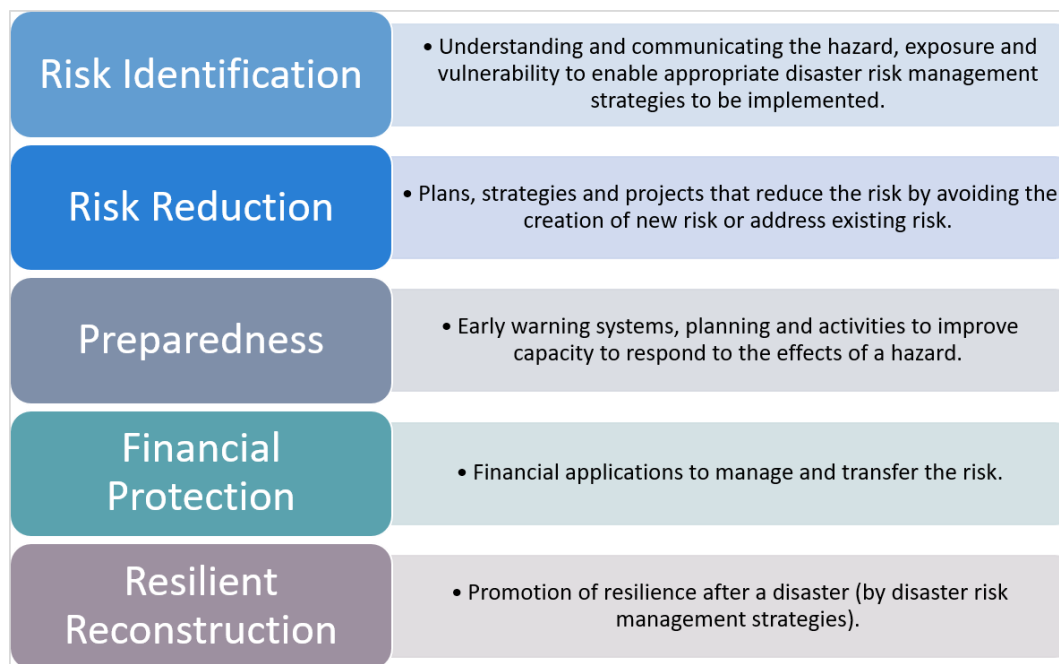 Risk Identification
• Understanding and communicating the hazard, exposure and
vulnerability to enable appropriate disaster risk management
strategies to be implemented.
Risk Reduction
• Plans, strategies and projects that reduce the risk by avoiding the
creation of new risk or address existing risk.
Preparedness
• Early warning systems, planning and activities to improve
capacity to respond to the effects of a hazard.
Financial
Protection
• Financial applications to manage and transfer the risk.
Resilient
Reconstruction
• Promotion of resilience after a disaster (by disaster risk
management strategies).